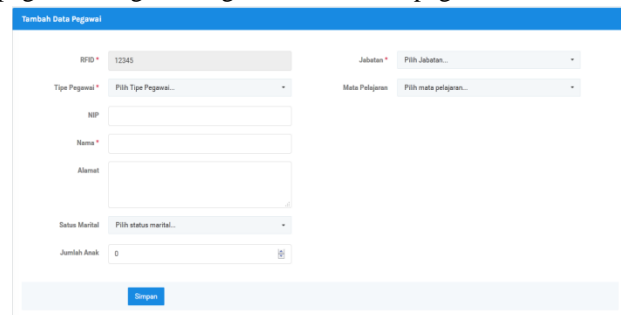 Tambah Data Pegawai
RFID * 12345
Tipe Pegawai * Pilih Tipe Pegawai...
NIP
Nama *
Alamat
Satus Marital Pilih status marital...
Jumlah Anak 0
Jabatan * Pilih Jabatan...
Mata Pelajaran Pilih mata pelajaran...
Simpan